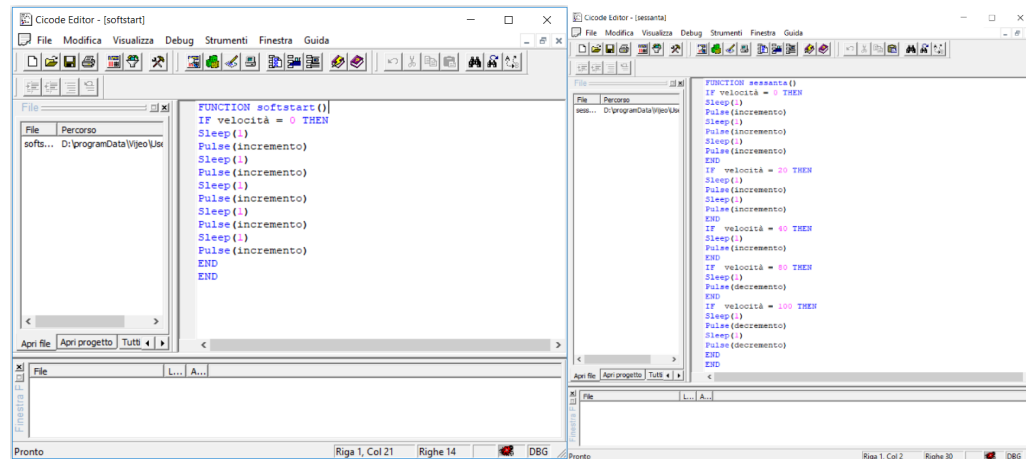 Cicode Editor - [softstart]
File Modifica Visualizza Debug Strumenti Finestra Guida
File
File Percorso
softs... D:\programData\Vijeo\Use
FUNCTION softstart()
IF velocità = 0 THEN
Sleep(1)
Pulse(incremento)
Sleep(1)
Pulse(incremento)
Sleep(1)
Pulse(incremento)
Sleep(1)
Pulse(incremento)
Sleep(1)
Pulse(incremento)
END
END
Apri file Apri progetto Tutti
File L... A...
Finestra F
Pronto Riga 1, Col 21 Righe 14 DBG
Cicode Editor - [sessanta]
File Modifica Visualizza Debug Strumenti Finestra Guida
File
File Percorso
sess... D:\programData\Vijeo\Use
FUNCTION sessanta()
IF velocità = 0 THEN
Sleep(1)
Pulse(incremento)
Sleep(1)
Pulse(incremento)
Sleep(1)
Pulse(incremento)
END
IF velocità = 20 THEN
Sleep(1)
Pulse(incremento)
Sleep(1)
Pulse(incremento)
END
IF velocità = 40 THEN
Sleep(1)
Pulse(incremento)
END
IF velocità = 80 THEN
Sleep(1)
Pulse(decremento)
END
IF velocità = 100 THEN
Sleep(1)
Pulse(decremento)
Sleep(1)
Pulse(decremento)
END
END
Apri file Apri progetto Tutti
File L... A...
Finestra F
Pronto Riga 1, Col 2 Righe 30 DBG